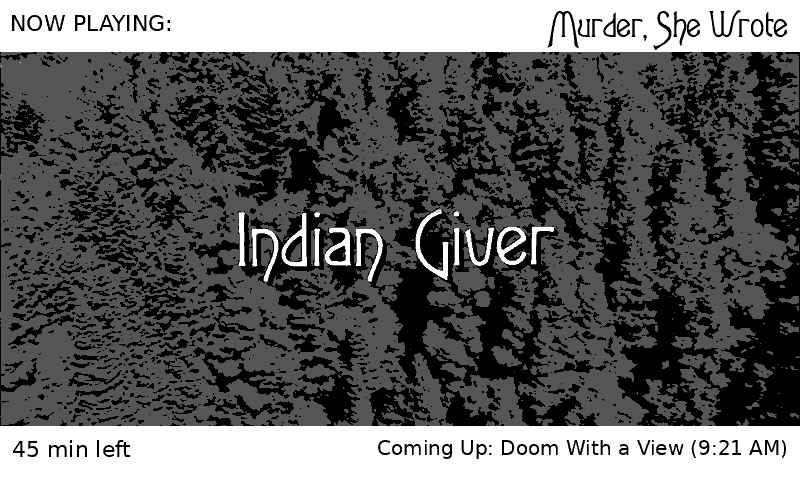 NOW PLAYING:
Murder, She Wrote
Indian Giver
45 min left
Coming Up: Doom With a View (9:21 AM)